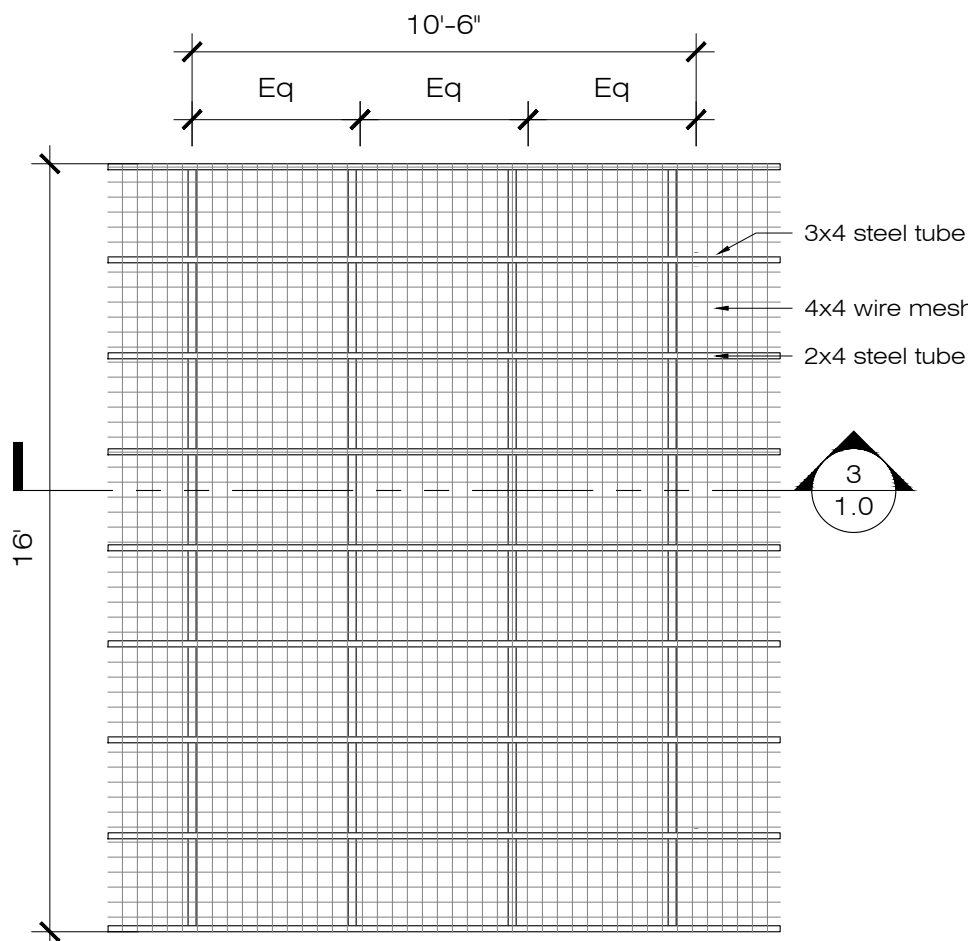 10'-6"
Eq
Eq
Eq
3x4 steel tube
4x4 wire mesh
2x4 steel tube
3
1.0
16'